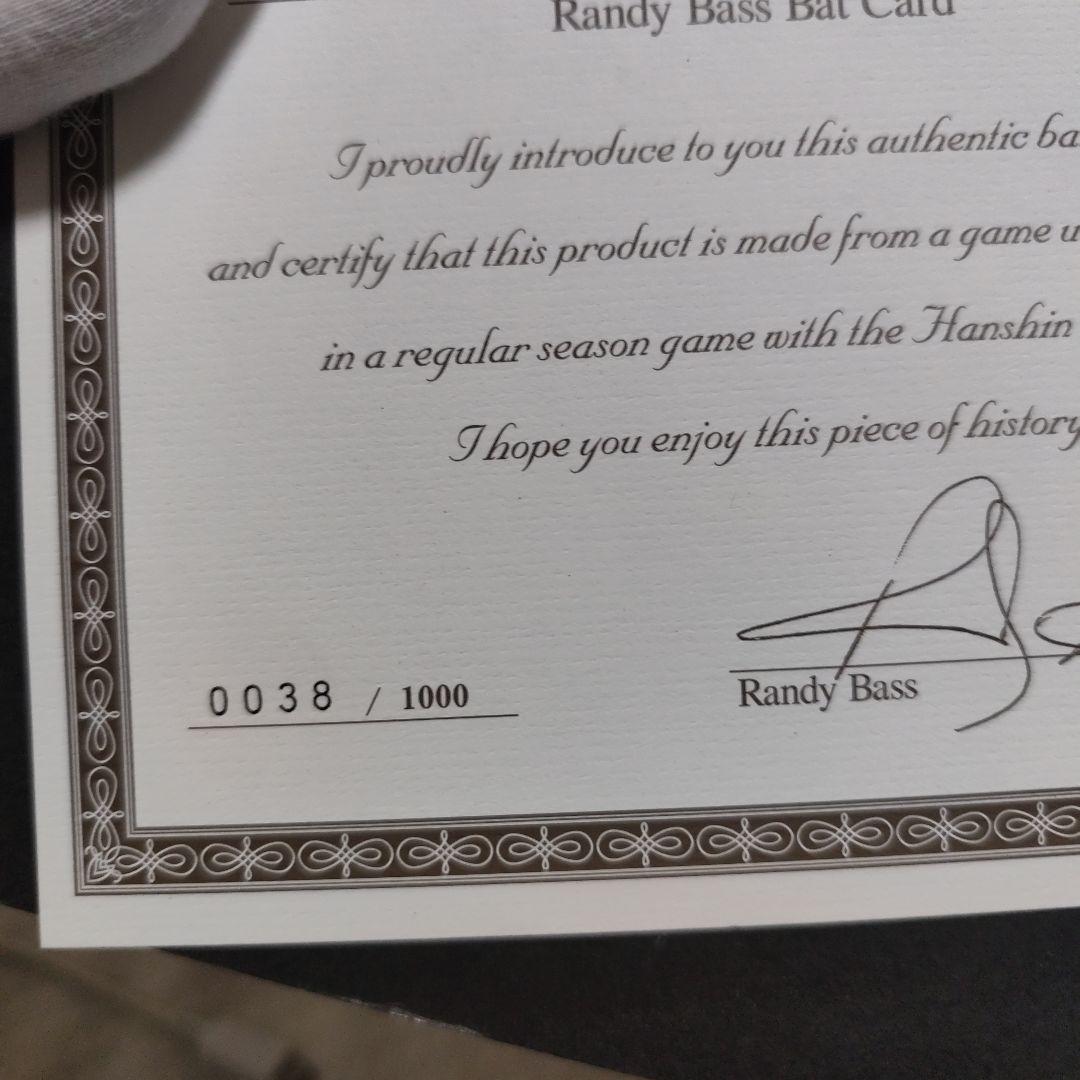 Randy Bass Bat Card
I proudly introduce to you this authentic ba
and certify that this product is made from a game u
in a regular season game with the Hanshin
I hope you enjoy this piece of history
0038 / 1000
Randy Bass